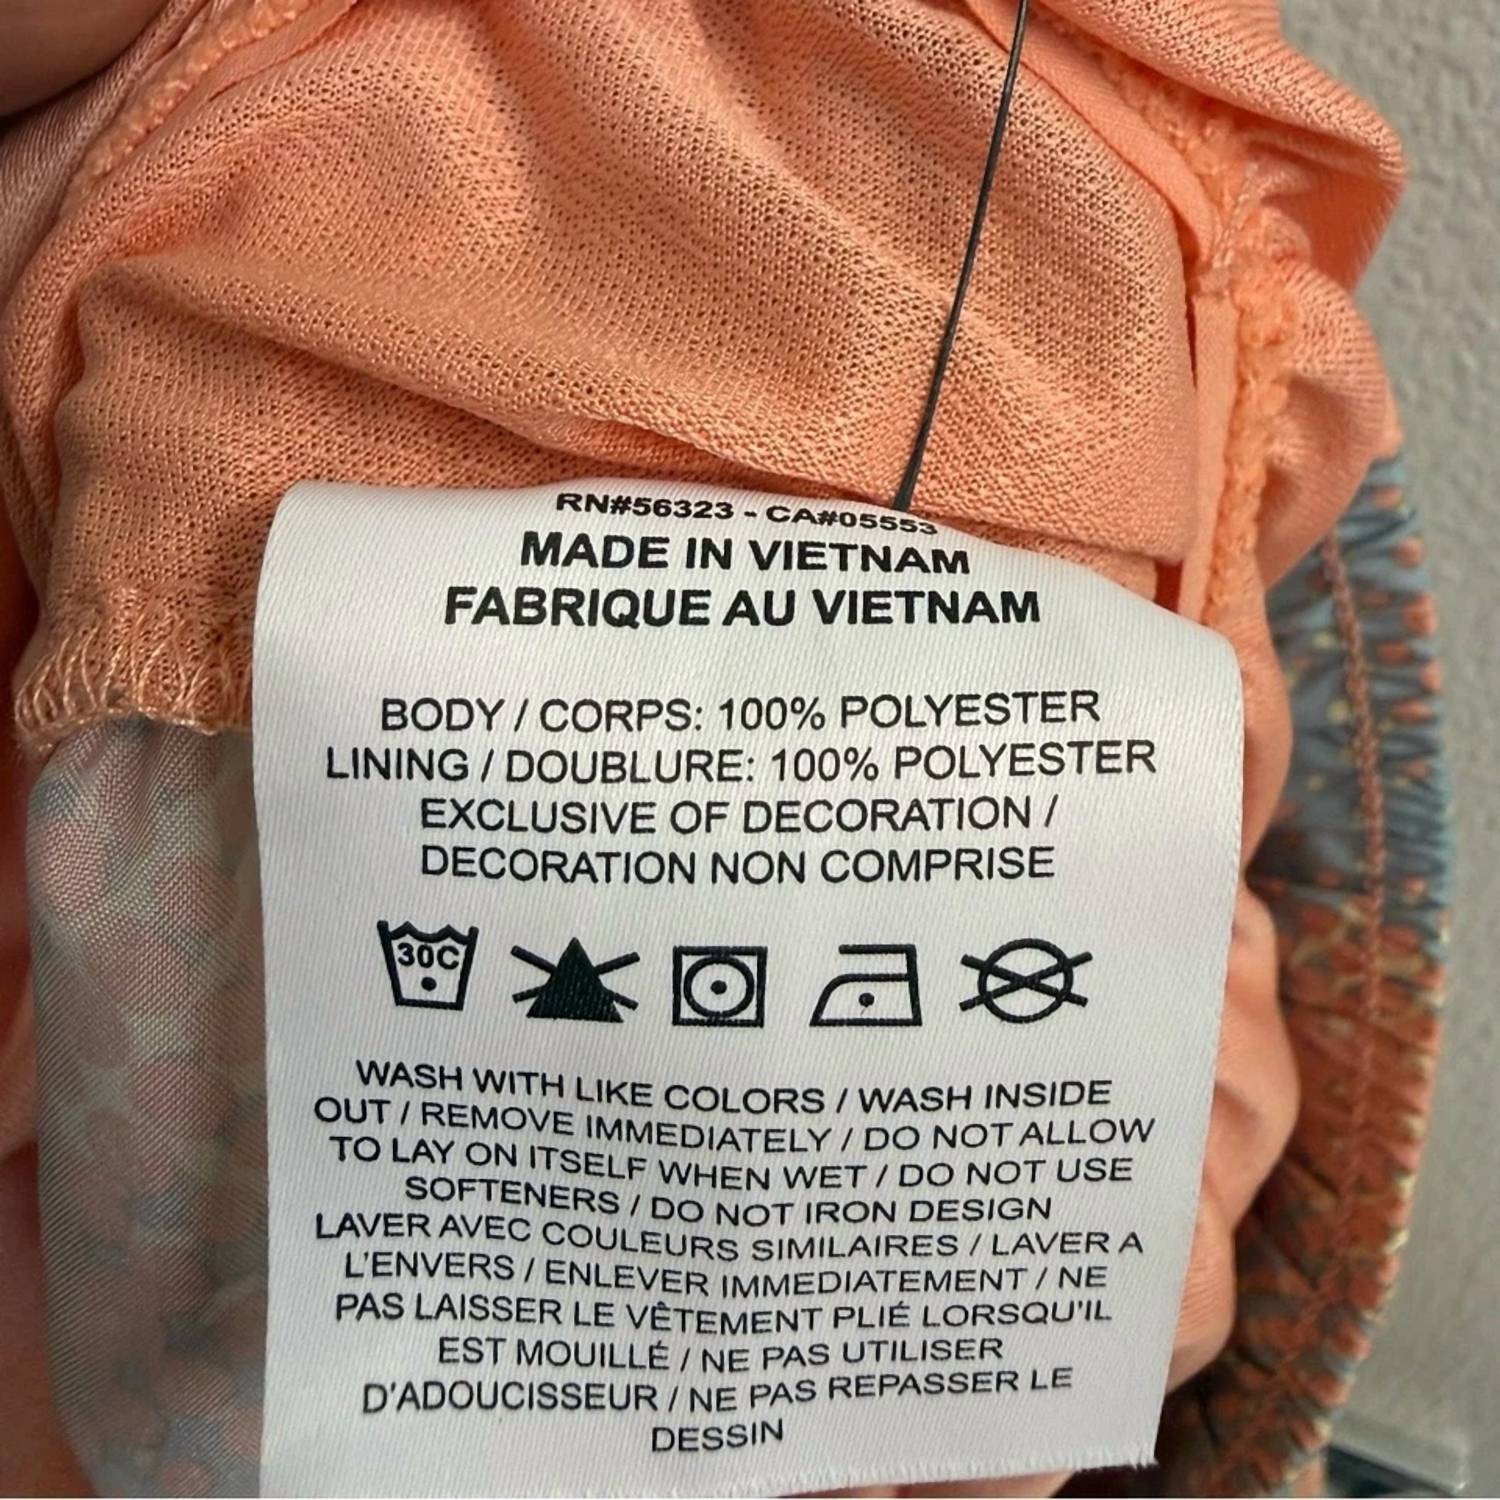 RN#56323 - CA#05553
MADE IN VIETNAM
FABRIQUE AU VIETNAM
BODY / CORPS: 100% POLYESTER
LINING / DOUBLURE: 100% POLYESTER
EXCLUSIVE OF DECORATION /
DECORATION NON COMPRISE
30C
WASH WITH LIKE COLORS / WASH INSIDE
OUT / REMOVE IMMEDIATELY / DO NOT ALLOW
TO LAY ON ITSELF WHEN WET / DO NOT USE
SOFTENERS / DO NOT IRON DESIGN
LAVER AVEC COULEURS SIMILAIRES / LAVER A
L'ENVERS / ENLEVER IMMEDIATEMENT / NE
PAS LAISSER LE VÊTEMENT PLIÉ LORSQU'IL
EST MOUILLÉ / NE PAS UTILISER
D'ADOUCISSEUR / NE PAS REPASSER LE
DESSIN